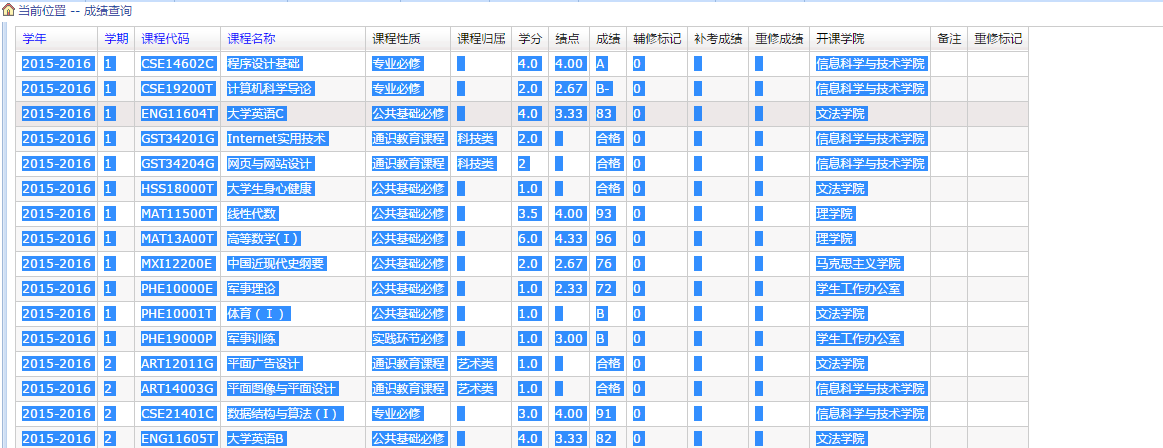 当前位置 -- 成绩查询
学年 学期 课程代码 课程名称 课程性质 课程归属 学分 绩点 成绩 辅修标记 补考成绩 重修成绩 开课学院 备注 重修标记
2015-2016 1 CSE14602C 程序设计基础 专业必修 4.0 4.00 A 0 信息科学与技术学院
2015-2016 1 CSE19200T 计算机科学导论 专业必修 2.0 2.67 B- 0 信息科学与技术学院
2015-2016 1 ENG11604T 大学英语C 公共基础必修 4.0 3.33 83 0 文法学院
2015-2016 1 GST34201G Internet实用技术 通识教育课程 科技类 2.0 合格 0 信息科学与技术学院
2015-2016 1 GST34204G 网页与网站设计 通识教育课程 科技类 2 合格 0 信息科学与技术学院
2015-2016 1 HSS18000T 大学生身心健康 公共基础必修 1.0 合格 0 文法学院
2015-2016 1 MAT11500T 线性代数 公共基础必修 3.5 4.00 93 0 理学院
2015-2016 1 MAT13A00T 高等数学(Ⅰ) 公共基础必修 6.0 4.33 96 0 理学院
2015-2016 1 MXI12200E 中国近现代史纲要 公共基础必修 2.0 2.67 76 0 马克思主义学院
2015-2016 1 PHE10000E 军事理论 公共基础必修 1.0 2.33 72 0 学生工作办公室
2015-2016 1 PHE10001T 体育（Ⅰ） 公共基础必修 1.0 B 0 文法学院
2015-2016 1 PHE19000P 军事训练 实践环节必修 1.0 3.00 B 0 学生工作办公室
2015-2016 2 ART12011G 平面广告设计 通识教育课程 艺术类 1.0 合格 0 文法学院
2015-2016 2 ART14003G 平面图像与平面设计 通识教育课程 艺术类 1.0 合格 0 信息科学与技术学院
2015-2016 2 CSE21401C 数据结构与算法（Ⅰ） 专业必修 3.0 4.00 91 0 信息科学与技术学院
2015-2016 2 ENG11605T 大学英语B 公共基础必修 4.0 3.33 82 0 文法学院